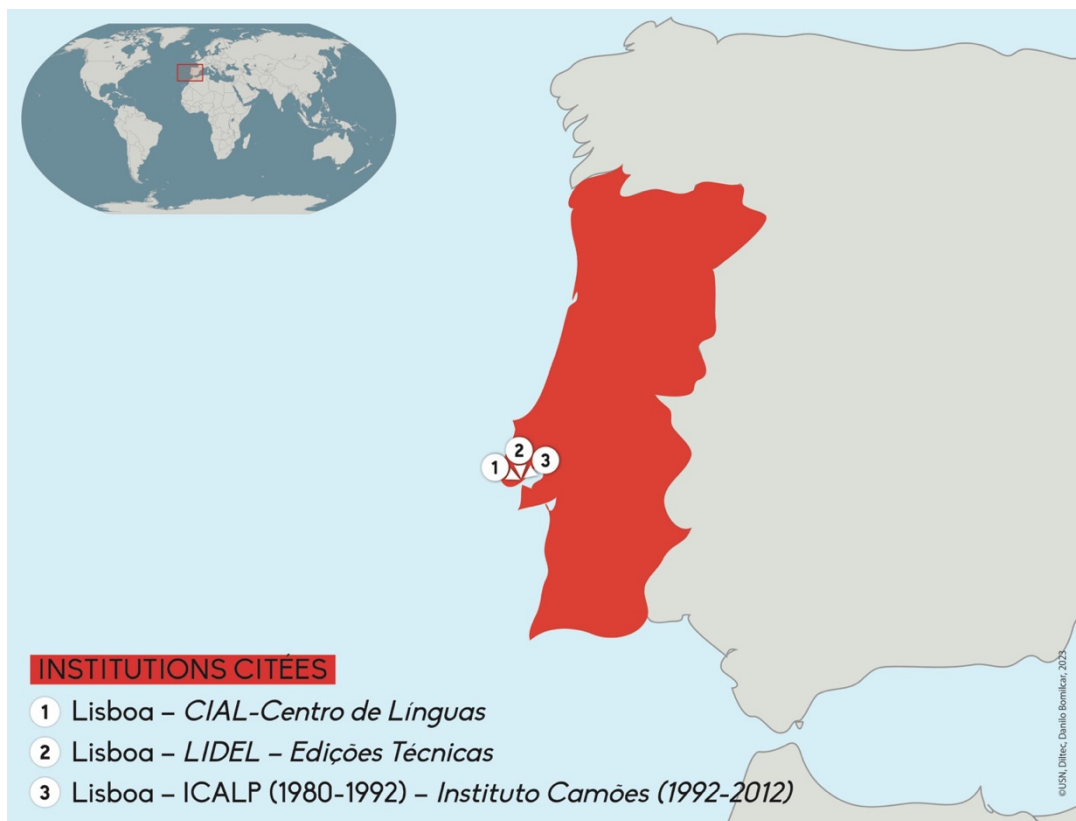 1
2
3
INSTITUTIONS CITÉES
1 Lisboa – CIAL-Centro de Línguas
2 Lisboa – LIDEL – Edições Técnicas
3 Lisboa – ICALP (1980-1992) – Instituto Camões (1992-2012)
©USN, Diltec, Danilo Bomilcar, 2023